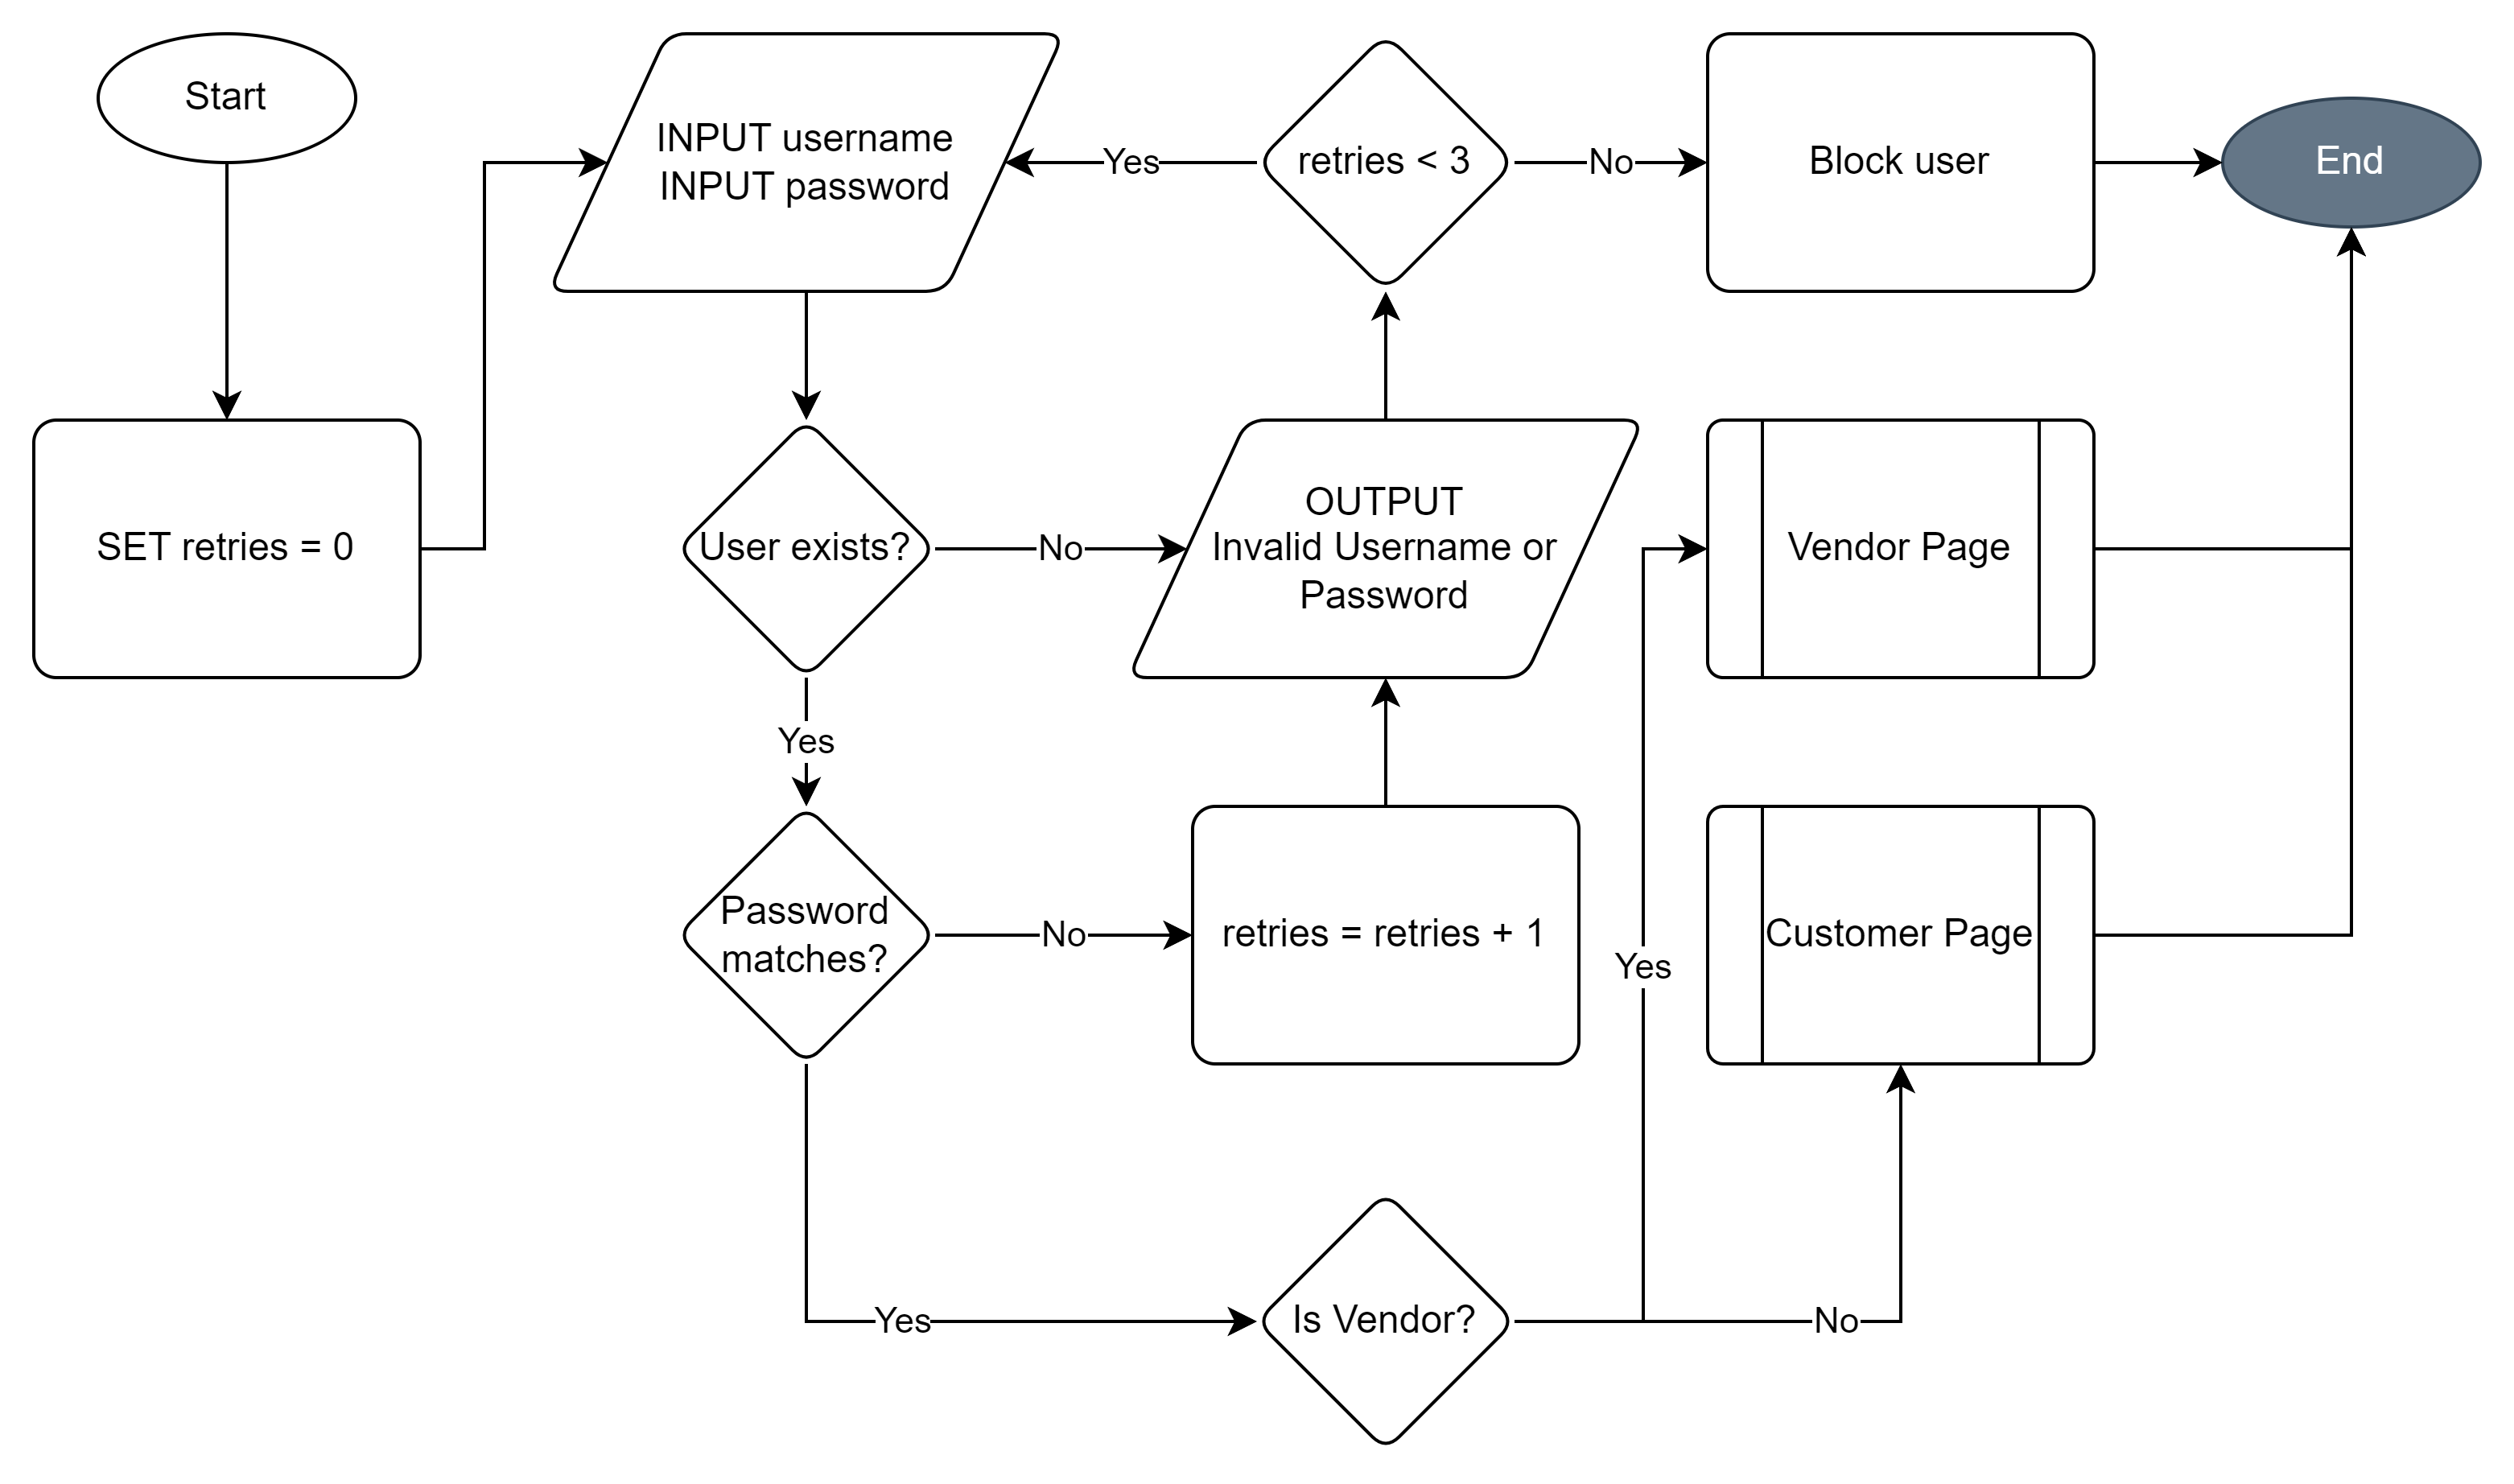 Start
INPUT username
INPUT password
Yes
retries < 3
No
Block user
End
SET retries = 0
User exists?
No
OUTPUT
Invalid Username or
Password
Vendor Page
Yes
Password
matches?
No
retries = retries + 1
Yes
Customer Page
Yes
Is Vendor?
No